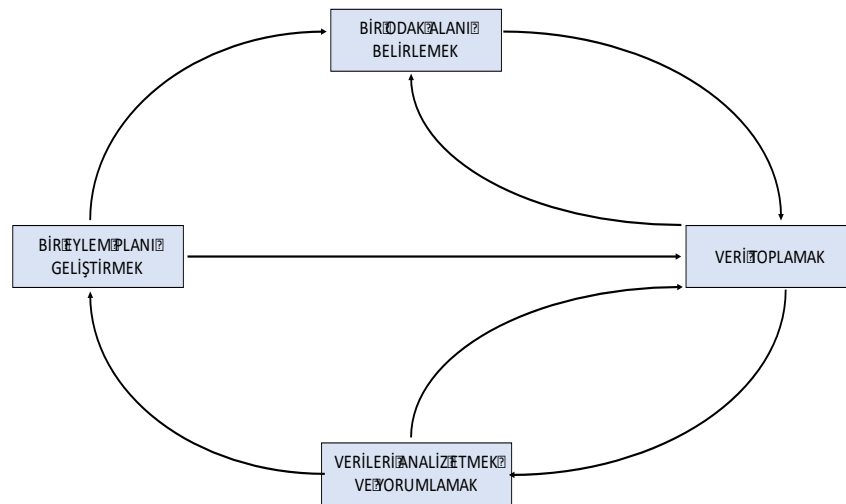 BİR ODAK ALANI
BELİRLEMEK
BİR EYLEM PLANI
GELİŞTİRMEK
VERİ TOPLAMAK
VERİLERİ ANALİZ ETMEK
VE YORUMLAMAK